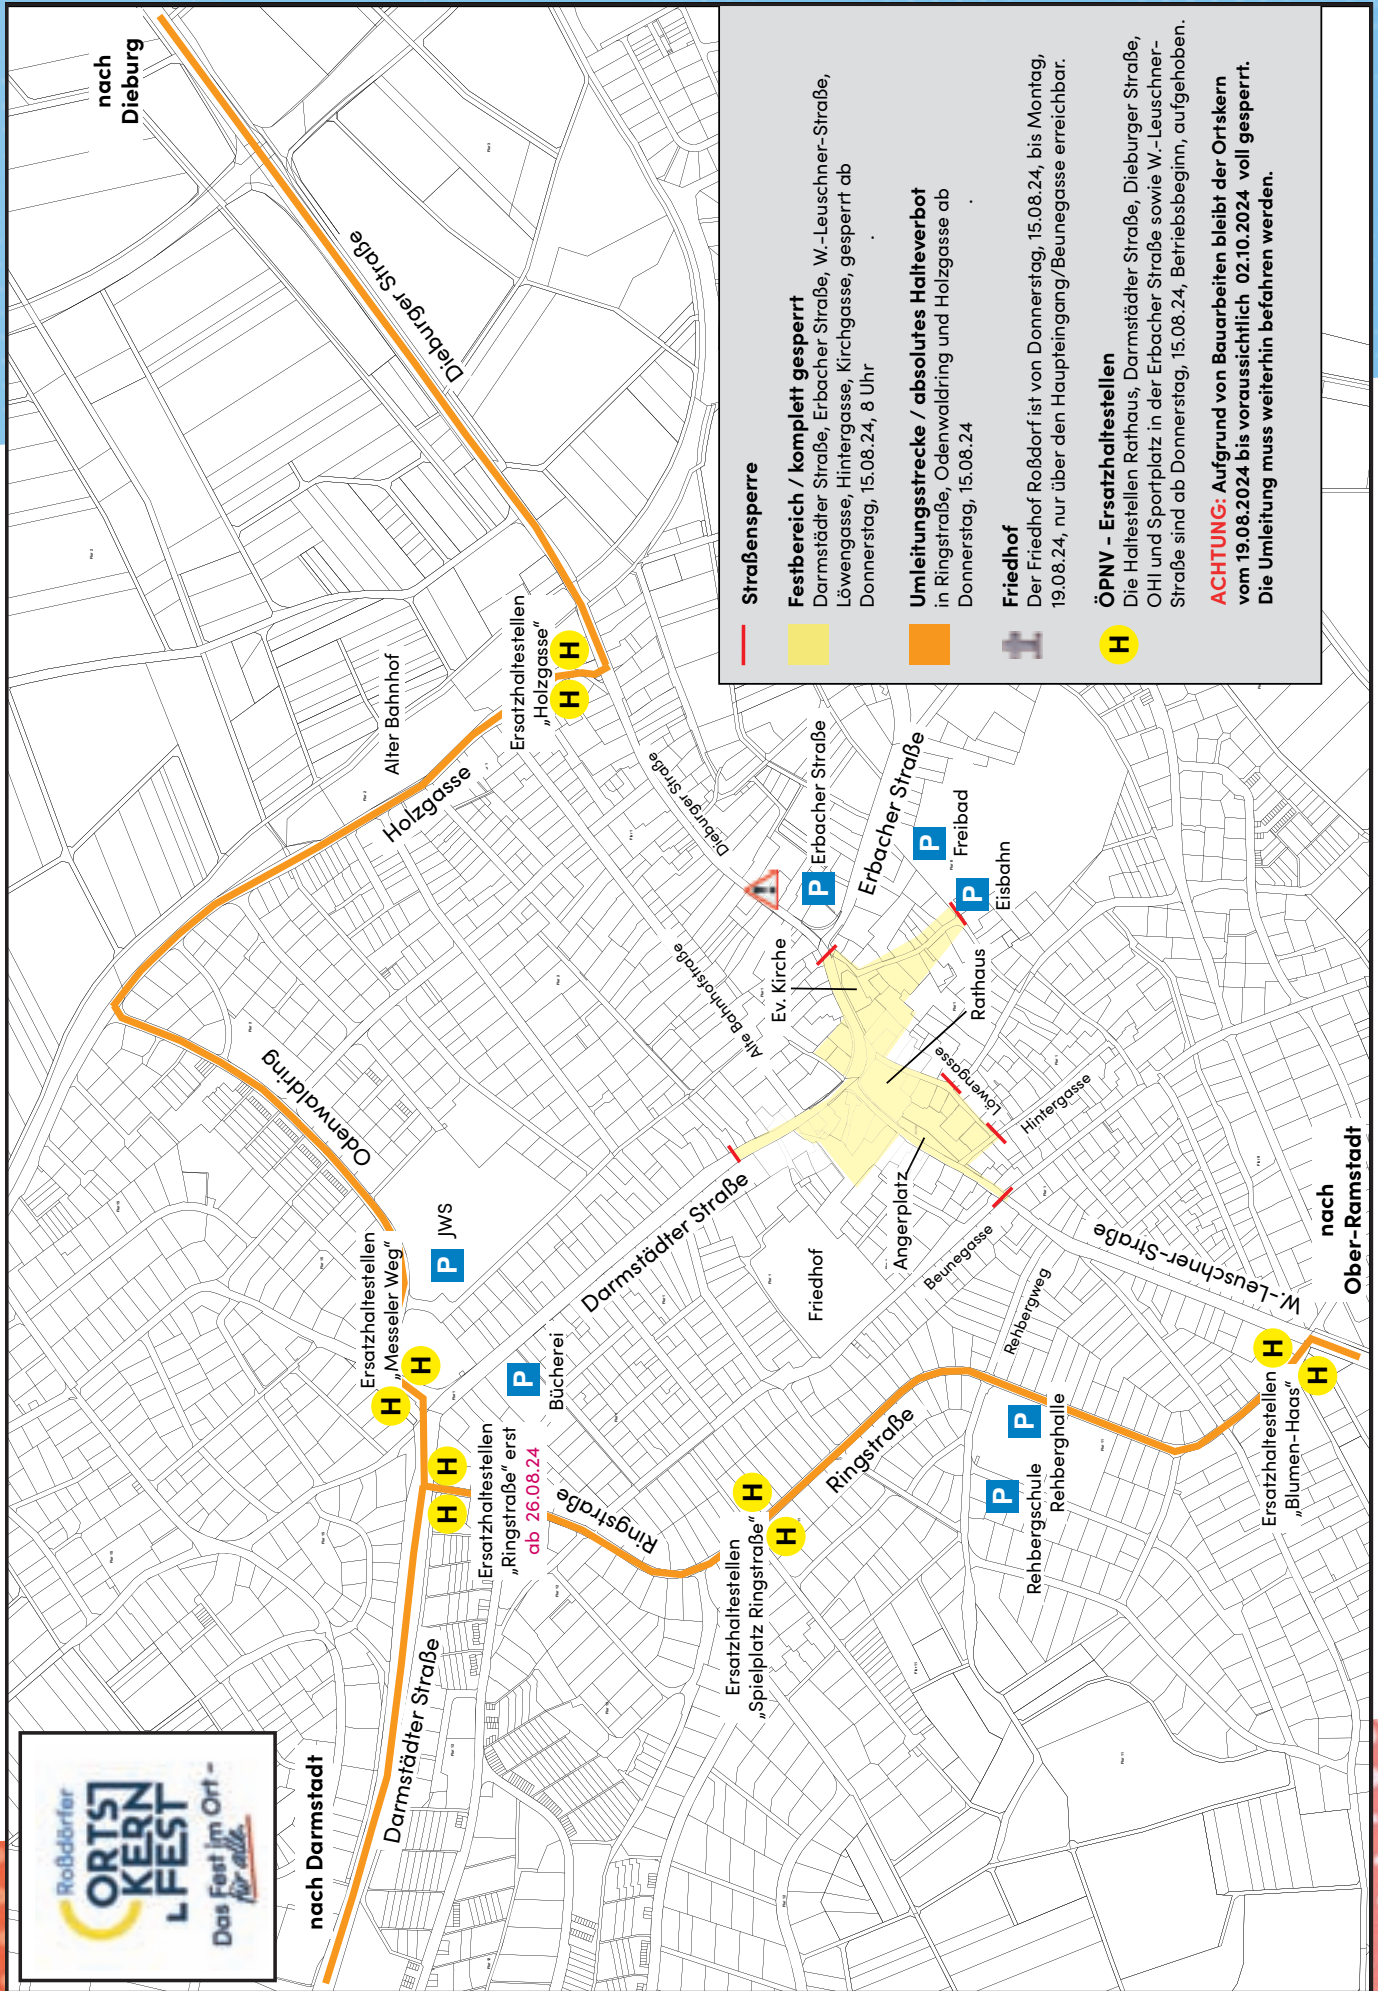 Roßdörfer
ORTS
KERN
FEST
Das Fest im Ort –
für alle.
nach Darmstadt
Darmstädter Straße
Ersatzhaltestellen
„Messeler Weg“
H
H
P
JWS
Odenwaldring
Holzgasse
Alter Bahnhof
Ersatzhaltestellen
„Holzgasse“
H
H
Dieburger Straße
nach
Dieburg
H
H
Ersatzhaltestellen
„Ringstraße“ erst
ab 26.08.24
P
Bücherei
Ringstraße
Darmstädter Straße
Alte Bahnhofstraße
Dieburger Straße
Ev. Kirche
P
Erbacher Straße
Erbacher Straße
P
Freibad
P
Eisbahn
Rathaus
Löwengasse
Hintergasse
Angerplatz
Friedhof
Beunegasse
Rehbergweg
W.-Leuschner-Straße
Ersatzhaltestellen
„Spielplatz Ringstraße“
H
H
Ringstraße
P
P
Rehbergschule
Rehberghalle
Ersatzhaltestellen
„Blumen-Haas“
H
H
nach
Ober-Ramstadt
Straßensperre
Festbereich / komplett gesperrt
Darmstädter Straße, Erbacher Straße, W.-Leuschner-Straße,
Löwengasse, Hintergasse, Kirchgasse, gesperrt ab
Donnerstag, 15.08.24, 8 Uhr
Umleitungsstrecke / absolutes Halteverbot
in Ringstraße, Odenwaldring und Holzgasse ab
Donnerstag, 15.08.24
Friedhof
Der Friedhof Roßdorf ist von Donnerstag, 15.08.24, bis Montag,
19.08.24, nur über den Haupteingang/Beunegasse erreichbar.
H
ÖPNV - Ersatzhaltestellen
Die Haltestellen Rathaus, Darmstädter Straße, Dieburger Straße,
OHI und Sportplatz in der Erbacher Straße sowie W.-Leuschner-
Straße sind ab Donnerstag, 15.08.24, Betriebsbeginn, aufgehoben.
ACHTUNG: Aufgrund von Bauarbeiten bleibt der Ortskern
vom 19.08.2024 bis voraussichtlich 02.10.2024 voll gesperrt.
Die Umleitung muss weiterhin befahren werden.